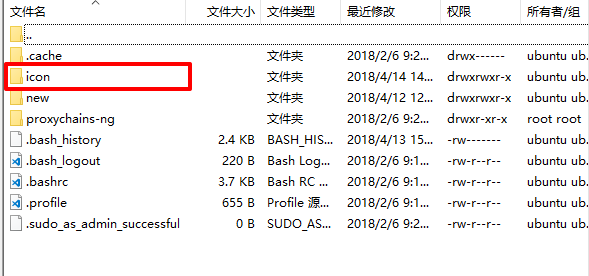 文件名 文件大小 文件类型 最近修改 权限 所有者/组
..
.cache 文件夹 2018/2/6 9:2... drwx------ ubuntu ub...
icon 文件夹 2018/4/14 14... drwxrwxr-x ubuntu ub...
new 文件夹 2018/4/12 12... drwxrwxr-x ubuntu ub...
proxychains-ng 文件夹 2018/2/6 9:2... drwxr-xr-x root root
.bash_history 2.4 KB BASH_HIS... 2018/4/13 15... -rw------- ubuntu ub...
.bash_logout 220 B Bash Log... 2018/2/6 9:1... -rw-r--r-- ubuntu ub...
.bashrc 3.7 KB Bash RC ... 2018/2/6 9:1... -rw-r--r-- ubuntu ub...
.profile 655 B Profile 源... 2018/2/6 9:1... -rw-r--r-- ubuntu ub...
.sudo_as_admin_successful 0 B SUDO_AS... 2018/2/6 9:2... -rw-r--r-- ubuntu ub...